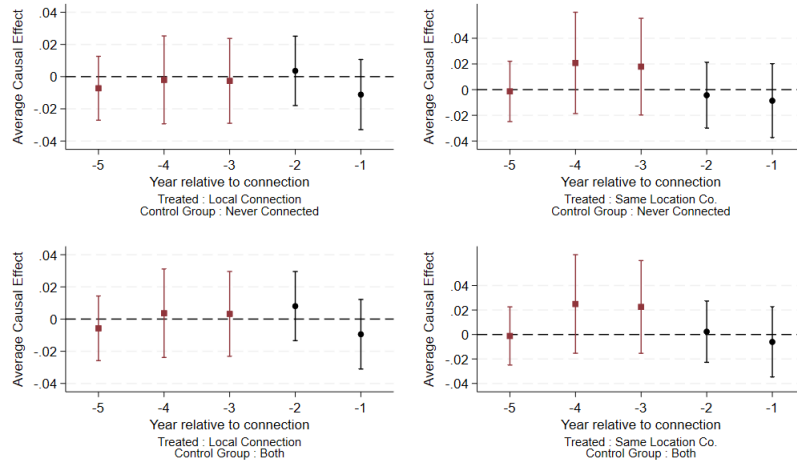 Average Causal Effect
.04
.02
0
-.02
-.04
-5 -4 -3 -2 -1
Year relative to connection
Treated : Local Connection
Control Group : Never Connected
Average Causal Effect
.04
.02
0
-.02
-.04
-5 -4 -3 -2 -1
Year relative to connection
Treated : Same Location Co.
Control Group : Never Connected
Average Causal Effect
.04
.02
0
-.02
-.04
-5 -4 -3 -2 -1
Year relative to connection
Treated : Local Connection
Control Group : Both
Average Causal Effect
.04
.02
0
-.02
-.04
-5 -4 -3 -2 -1
Year relative to connection
Treated : Same Location Co.
Control Group : Both